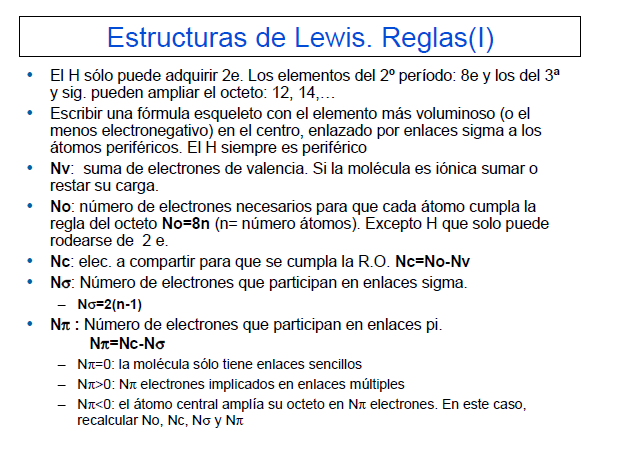 Estructuras de Lewis. Reglas(I)
• El H sólo puede adquirir 2e. Los elementos del 2º período: 8e y los del 3ª
y sig. pueden ampliar el octeto: 12, 14,…
• Escribir una fórmula esqueleto con el elemento más voluminoso (o el
menos electronegativo) en el centro, enlazado por enlaces sigma a los
átomos periféricos. El H siempre es periférico
• Nv: suma de electrones de valencia. Si la molécula es iónica sumar o
restar su carga.
• No: número de electrones necesarios para que cada átomo cumpla la
regla del octeto No=8n (n= número átomos). Excepto H que solo puede
rodearse de 2 e.
• Nc: elec. a compartir para que se cumpla la R.O. Nc=No-Nv
• Nσ: Número de electrones que participan en enlaces sigma.
– Nσ=2(n-1)
• Nπ : Número de electrones que participan en enlaces pi.
Nπ=Nc-Nσ
– Nπ=0: la molécula sólo tiene enlaces sencillos
– Nπ>0: Nπ electrones implicados en enlaces múltiples
– Nπ<0: el átomo central amplía su octeto en Nπ electrones. En este caso,
recalcular No, Nc, Nσ y Nπ